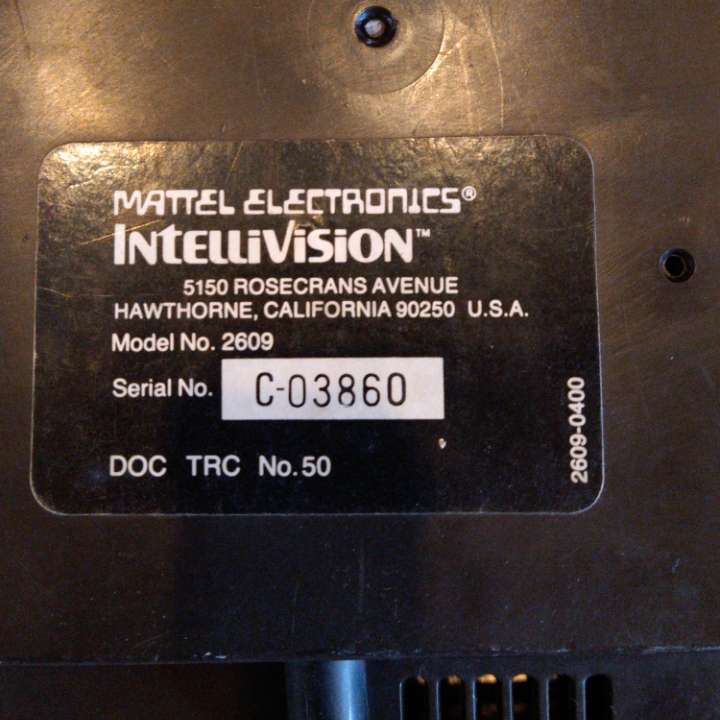 MATTEL ELECTRONICS®
INTELLIVISION™
5150 ROSECRANS AVENUE
HAWTHORNE, CALIFORNIA 90250 U.S.A.
Model No. 2609
Serial No. C-03860
DOC TRC No. 50
2609-0400